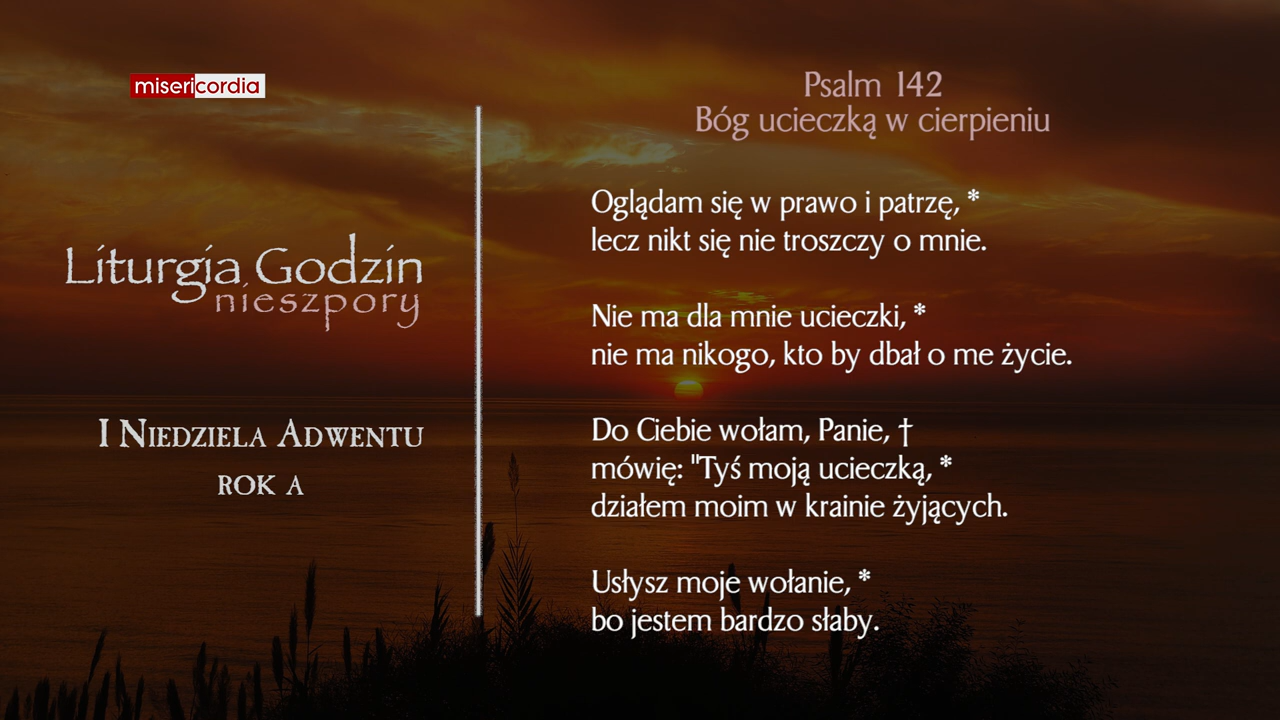 misericordia
Liturgia Godzin
nieszpory
I Niedziela Adwentu
rok A
Psalm 142
Bóg ucieczką w cierpieniu
Oglądam się w prawo i patrzę, *
lecz nikt się nie troszczy o mnie.
Nie ma dla mnie ucieczki, *
nie ma nikogo, kto by dbał o me życie.
Do Ciebie wołam, Panie, †
mówię: "Tyś moją ucieczką, *
działem moim w krainie żyjących.
Usłysz moje wołanie, *
bo jestem bardzo słaby.